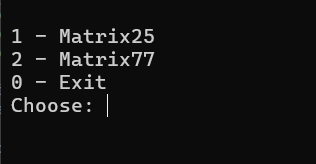 1 - Matrix25
2 - Matrix77
0 - Exit
Choose: